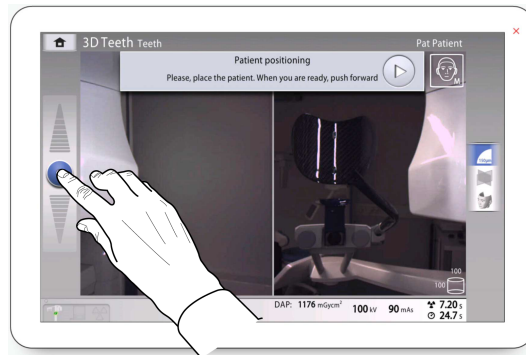 3D Teeth Teeth
Pat Patient
Patient positioning
Please, place the patient. When you are ready, push forward
M
100µm
100
100
DAP: 1176 mGycm²
100 kV
90 mAs
7.20 s
24.7 s